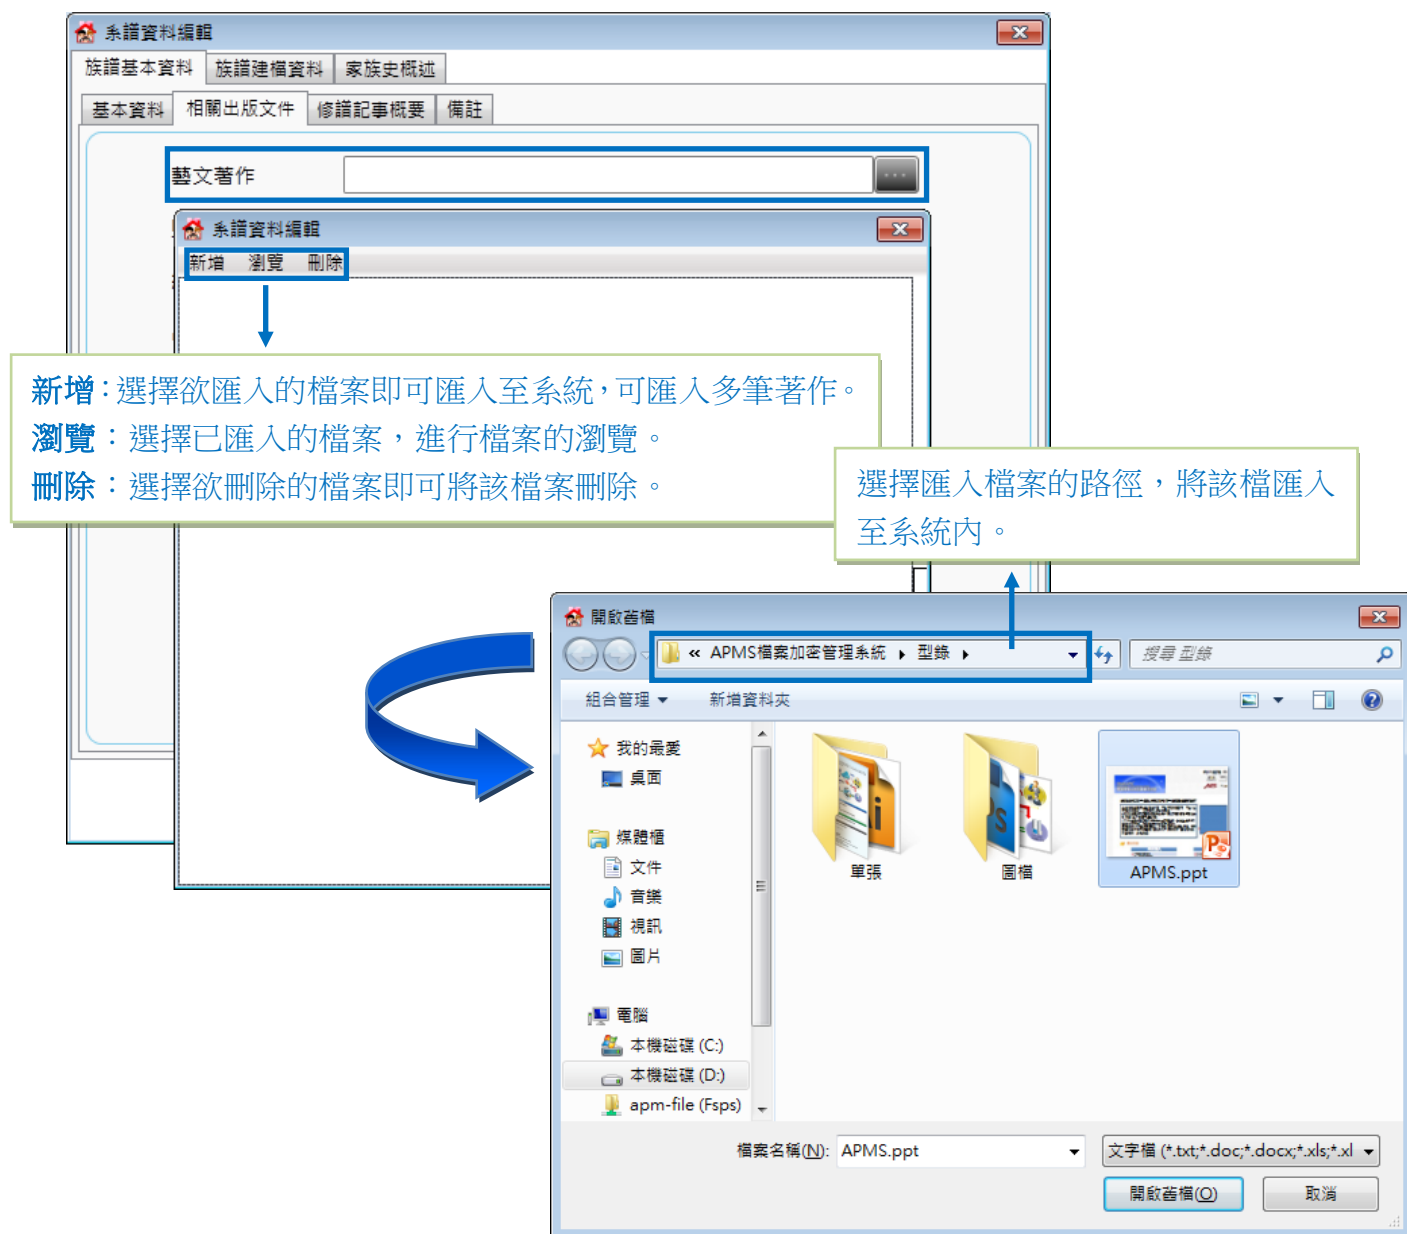 系譜資料編輯
族譜基本資料 族譜建檔資料 家族史概述
基本資料 相關出版文件 修譜記事概要 備註
藝文著作
系譜資料編輯
新增 瀏覽 刪除
新增：選擇欲匯入的檔案即可匯入至系統，可匯入多筆著作。
瀏覽：選擇已匯入的檔案，進行檔案的瀏覽。
刪除：選擇欲刪除的檔案即可將該檔案刪除。
選擇匯入檔案的路徑，將該檔匯入
至系統內。
開啟舊檔
« APMS檔案加密管理系統 ▸ 型錄 ▸
搜尋 型錄
組合管理 新增資料夾
我的最愛
桌面
媒體櫃
文件
音樂
視訊
圖片
電腦
本機磁碟 (C:)
本機磁碟 (D:)
apm-file (Fsps)
單張
圖檔
APMS.ppt
檔案名稱(N): APMS.ppt
文字檔 (*.txt;*.doc;*.docx;*.xls;*.xl
開啟舊檔(O) 取消